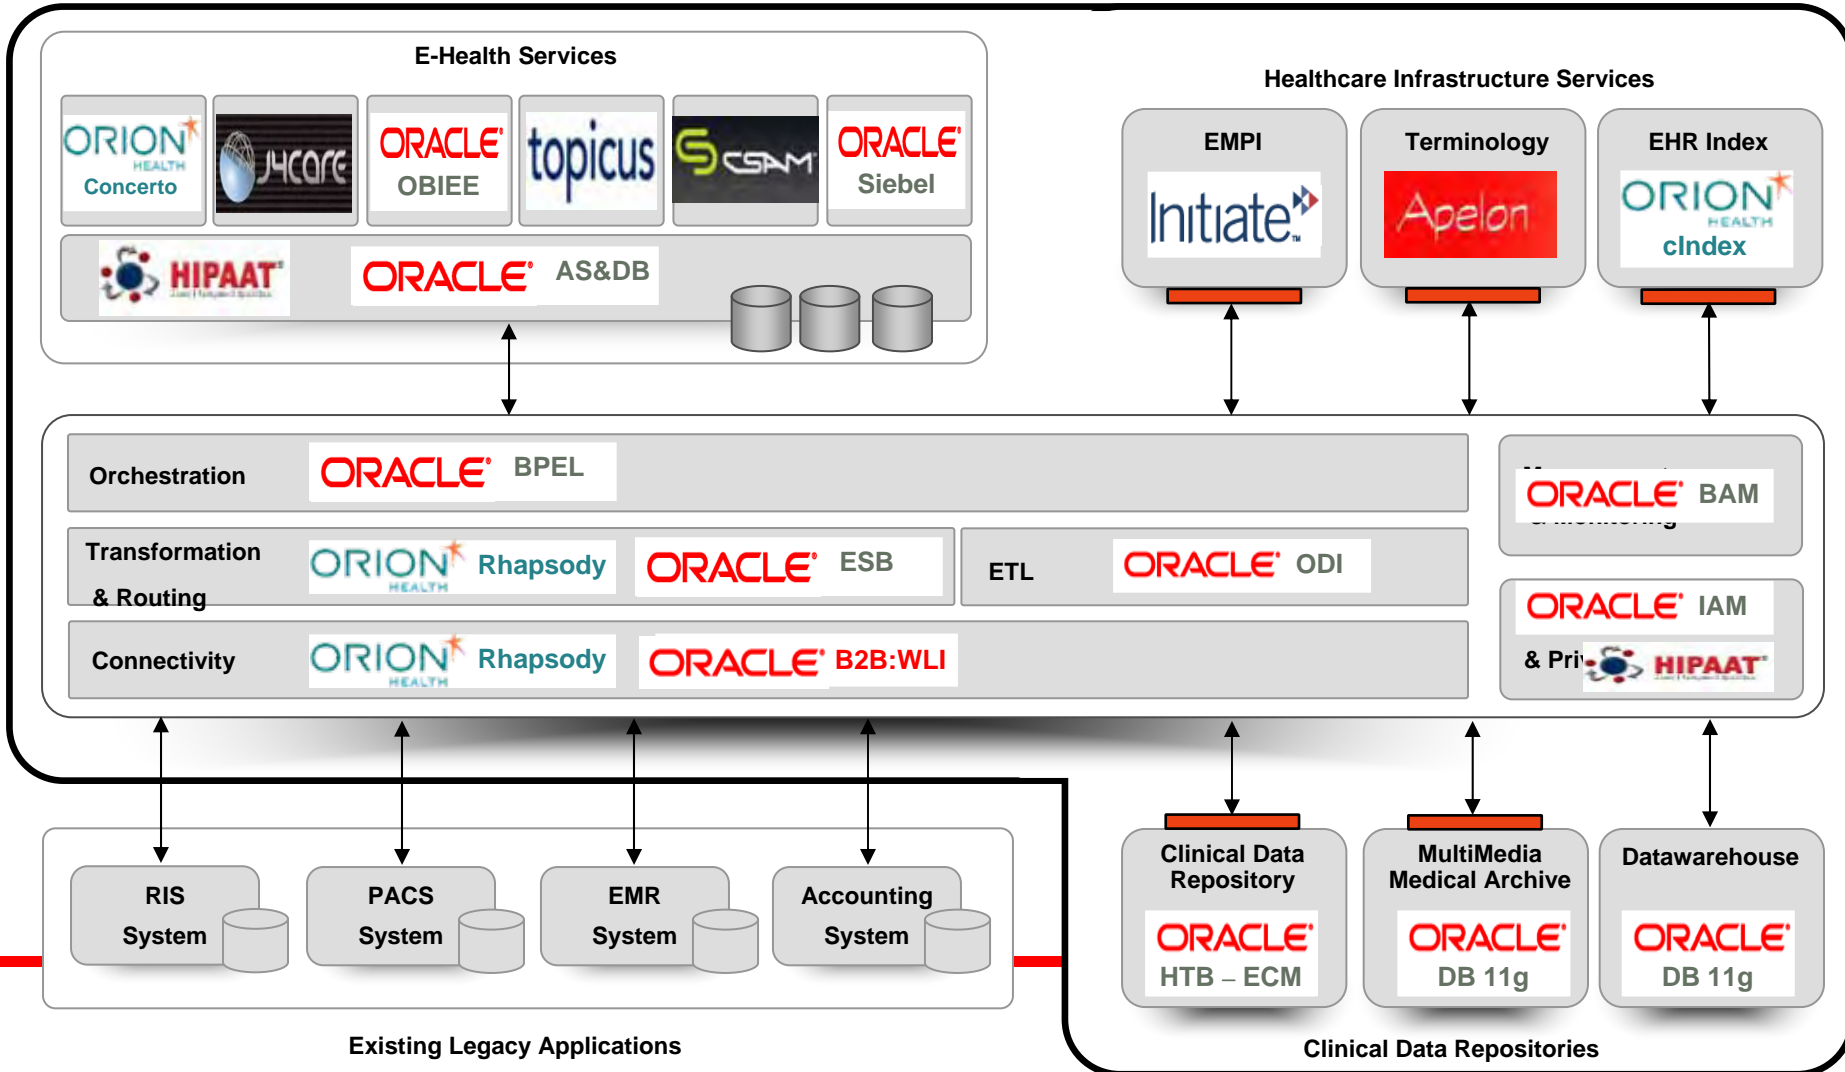 E-Health Services
ORION
HEALTH
Concerto
J4care
ORACLE
OBIEE
topicus
CSAM
ORACLE
Siebel
HIPAAT
ORACLE AS&DB
Healthcare Infrastructure Services
EMPI
Initiate™
Terminology
Apelon
EHR Index
ORION
HEALTH
cIndex
Orchestration
ORACLE BPEL
Transformation
& Routing
ORION
HEALTH
Rhapsody
ORACLE ESB
ETL
ORACLE ODI
Connectivity
ORION
HEALTH
Rhapsody
ORACLE B2B:WLI
ORACLE BAM
ORACLE IAM
&
HIPAAT
RIS
System
PACS
System
EMR
System
Accounting
System
Existing Legacy Applications
Clinical Data
Repository
ORACLE
HTB – ECM
MultiMedia
Medical Archive
ORACLE
DB 11g
Datawarehouse
ORACLE
DB 11g
Clinical Data Repositories